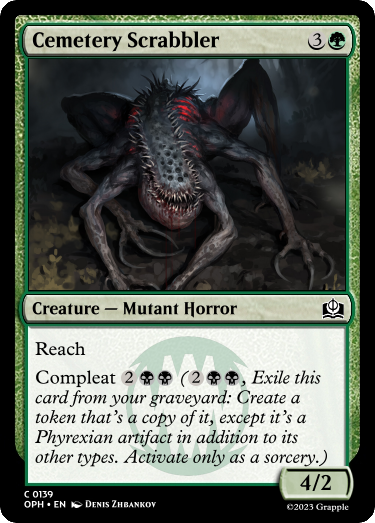 Cemetery Scrabbler 3
Creature — Mutant Horror
Reach
Compleat 2 (2, Exile this
card from your graveyard: Create a
token that's a copy of it, except it's a
Phyrexian artifact in addition to its
other types. Activate only as a sorcery.)
4/2
C 0139
OPH • EN Denis Zhbankov
©2023 Grapple